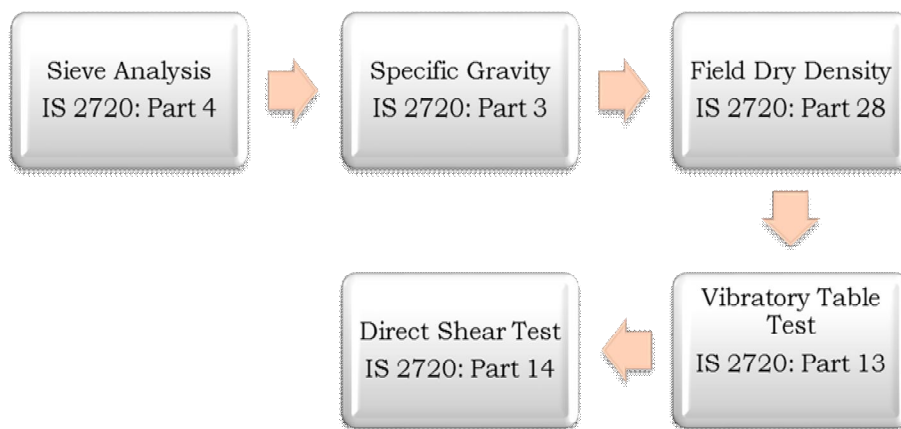 Sieve Analysis
IS 2720: Part 4
Specific Gravity
IS 2720: Part 3
Field Dry Density
IS 2720: Part 28
Vibratory Table
Test
IS 2720: Part 13
Direct Shear Test
IS 2720: Part 14